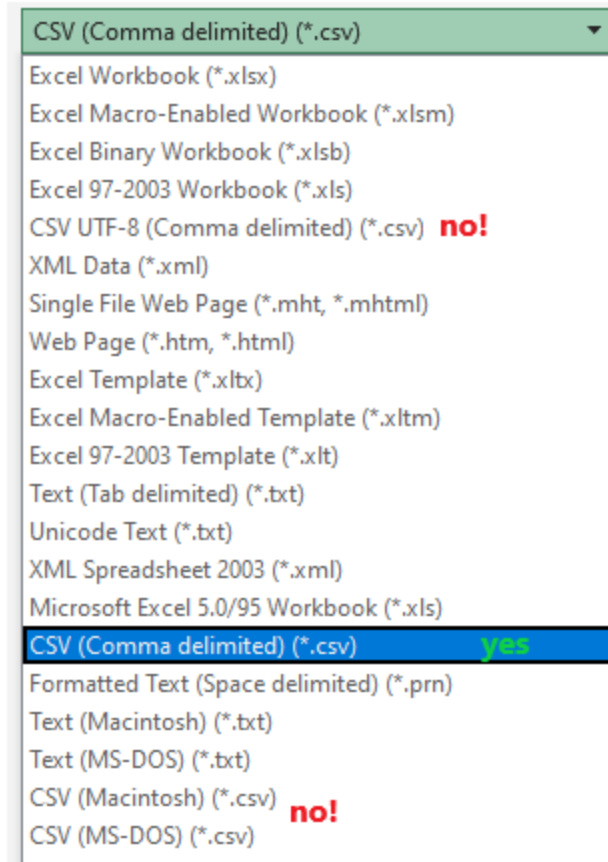 CSV (Comma delimited) (*.csv)
Excel Workbook (*.xlsx)
Excel Macro-Enabled Workbook (*.xlsm)
Excel Binary Workbook (*.xlsb)
Excel 97-2003 Workbook (*.xls)
CSV UTF-8 (Comma delimited) (*.csv) no!
XML Data (*.xml)
Single File Web Page (*.mht, *.mhtml)
Web Page (*.htm, *.html)
Excel Template (*.xltx)
Excel Macro-Enabled Template (*.xltm)
Excel 97-2003 Template (*.xlt)
Text (Tab delimited) (*.txt)
Unicode Text (*.txt)
XML Spreadsheet 2003 (*.xml)
Microsoft Excel 5.0/95 Workbook (*.xls)
CSV (Comma delimited) (*.csv) yes
Formatted Text (Space delimited) (*.prn)
Text (Macintosh) (*.txt)
Text (MS-DOS) (*.txt)
CSV (Macintosh) (*.csv)
no!
CSV (MS-DOS) (*.csv)